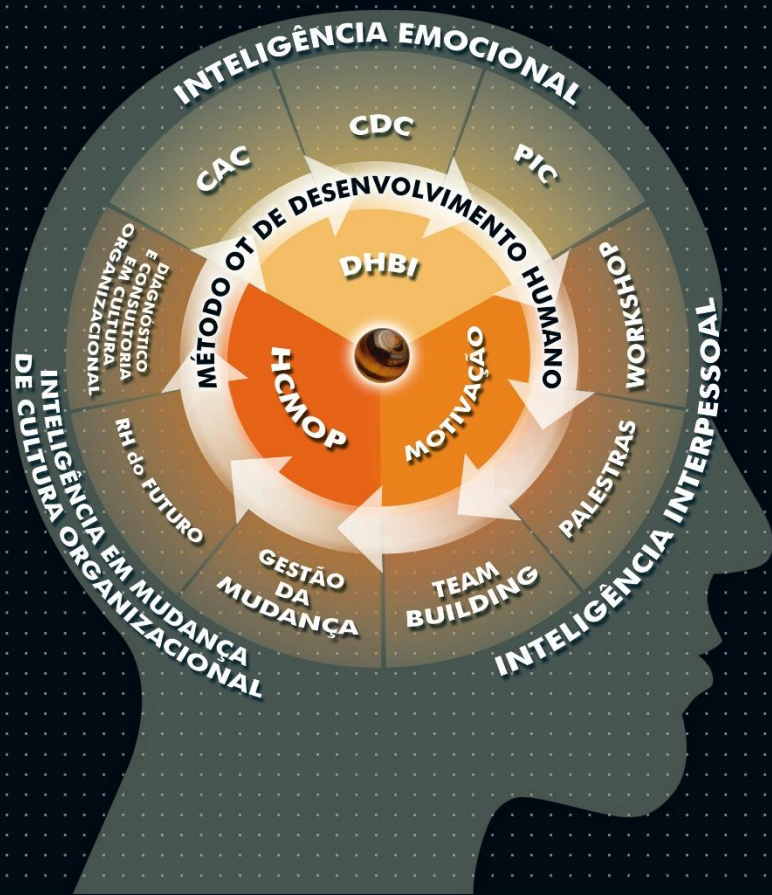 INTELIGÊNCIA EMOCIONAL
CAC
CDC
PIC
MÉTODO OT DE DESENVOLVIMENTO HUMANO
DHBI
MOTIVAÇÃO
HCMOP
WORKSHOP
PALESTRAS
TEAM
BUILDING
INTELIGÊNCIA INTERPESSOAL
GESTÃO
DA
MUDANÇA
RH do FUTURO
DIAGNÓSTICO
E CONSULTORIA
EM CULTURA
ORGANIZACIONAL
INTELIGÊNCIA EM MUDANÇA
DE CULTURA ORGANIZACIONAL